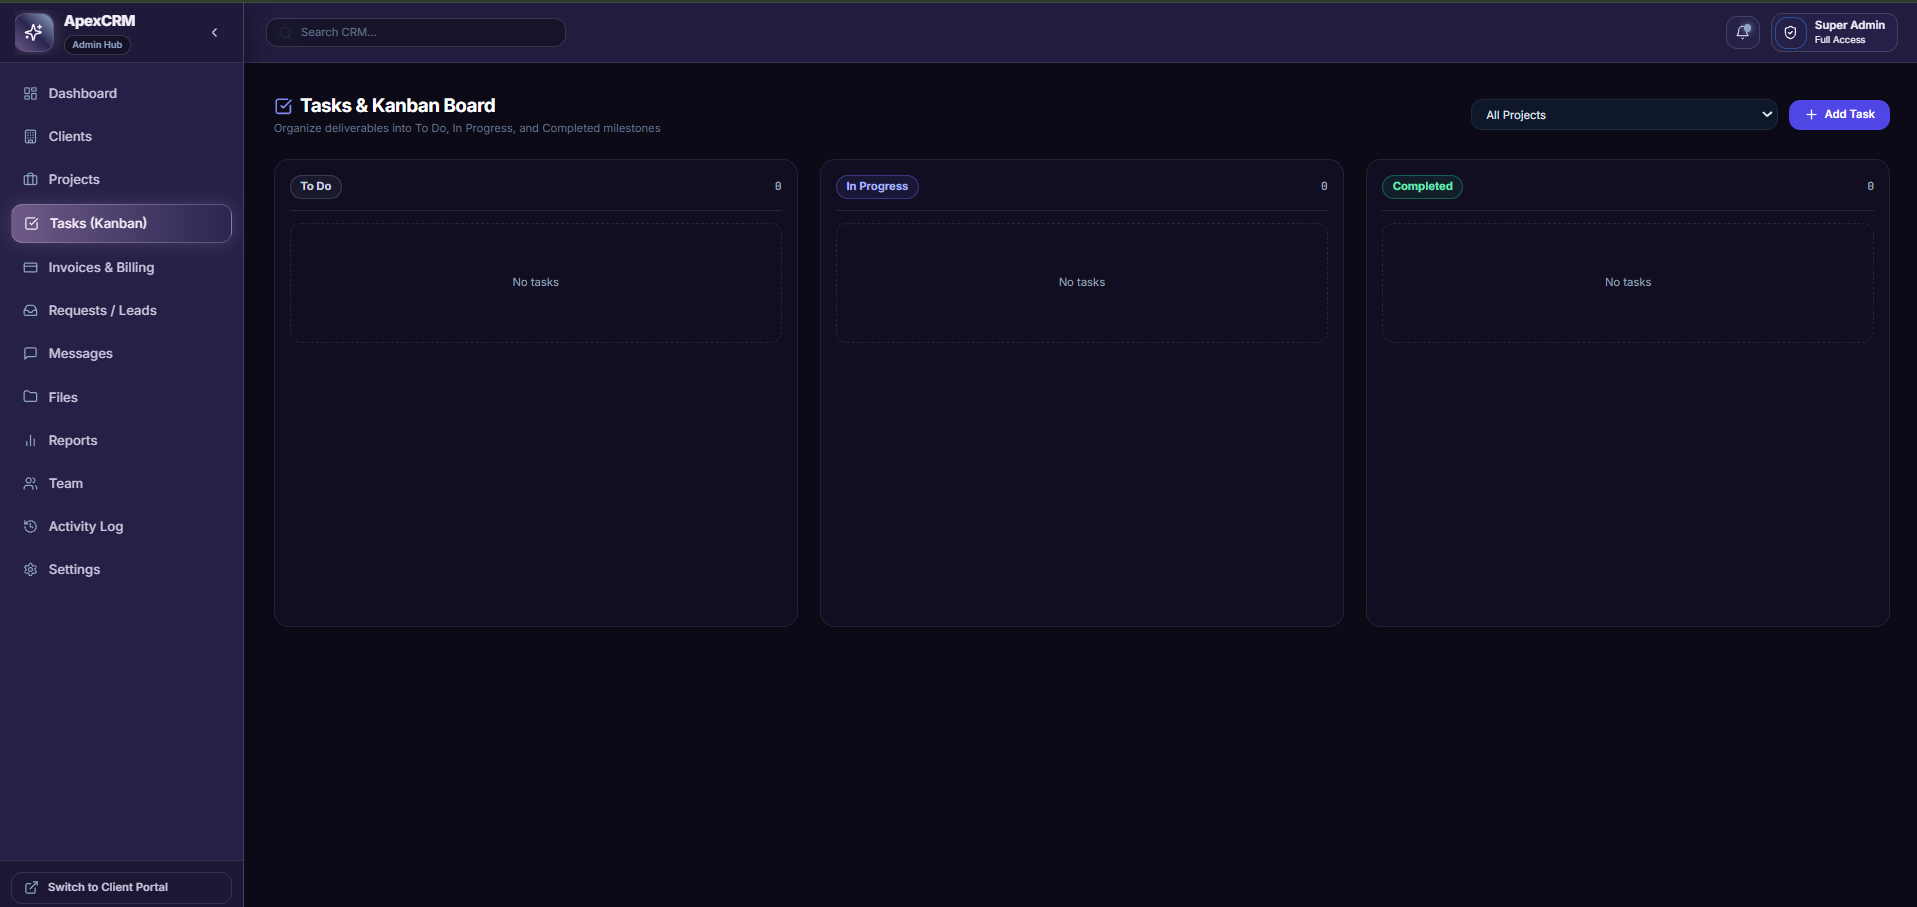 ApexCRM
Admin Hub
Search CRM...
Super Admin
Full Access
Dashboard
Clients
Projects
Tasks (Kanban)
Invoices & Billing
Requests / Leads
Messages
Files
Reports
Team
Activity Log
Settings
Switch to Client Portal
Tasks & Kanban Board
Organize deliverables into To Do, In Progress, and Completed milestones
All Projects
Add Task
To Do
0
No tasks
In Progress
0
No tasks
Completed
0
No tasks